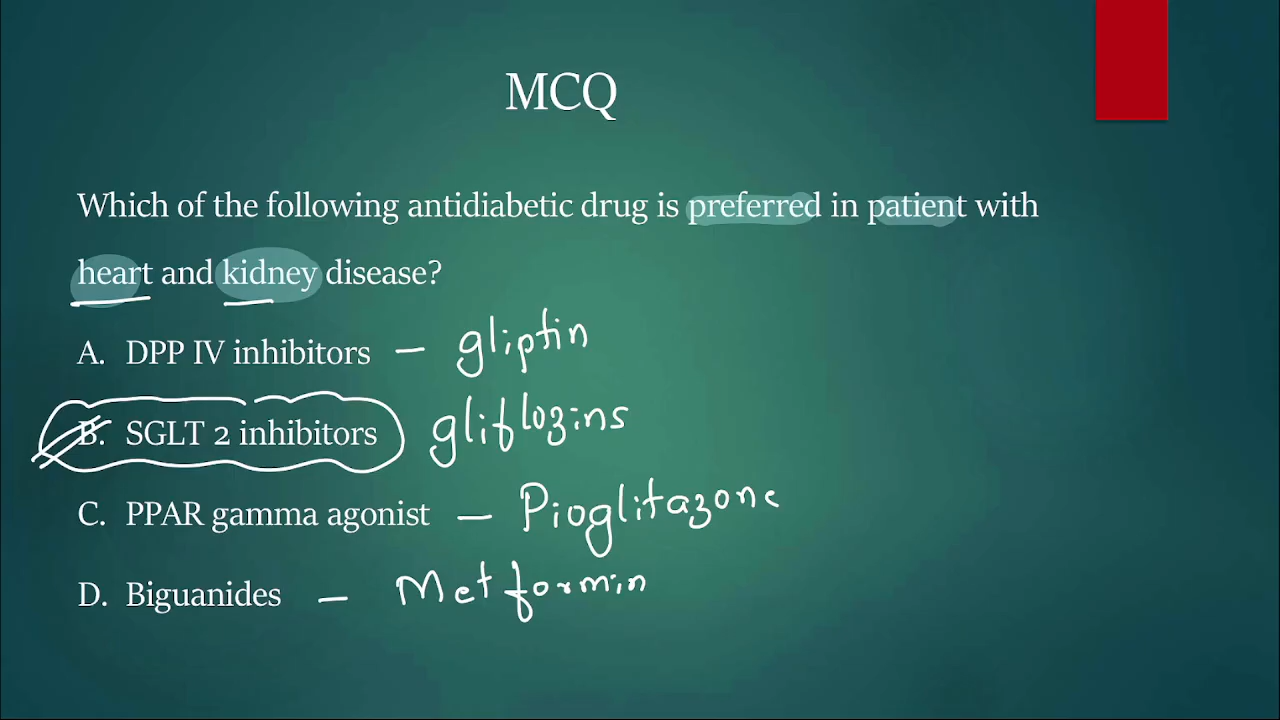 MCQ
Which of the following antidiabetic drug is preferred in patient with
heart and kidney disease?
A. DPP IV inhibitors – gliptin
B. SGLT 2 inhibitors gliflozins
C. PPAR gamma agonist – Pioglitazone
D. Biguanides – Metformin